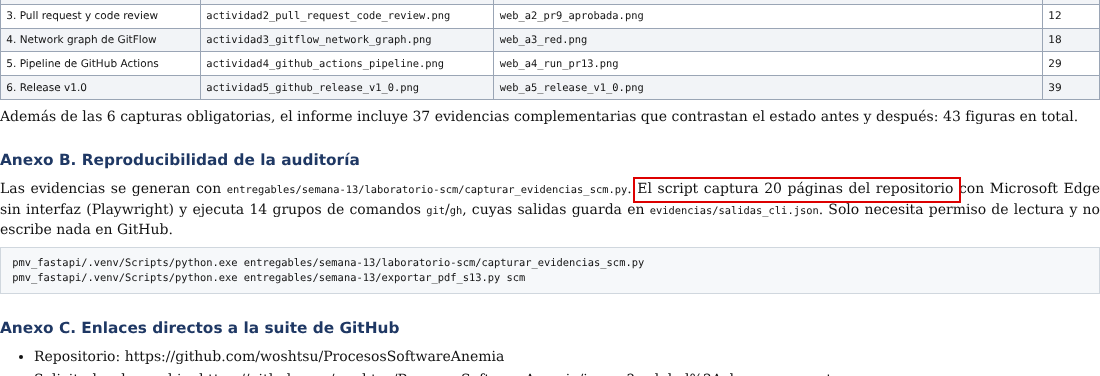 3. Pull request y code review actividad2_pull_request_code_review.png web_a2_pr9_aprobada.png 12
4. Network graph de GitFlow actividad3_gitflow_network_graph.png web_a3_red.png 18
5. Pipeline de GitHub Actions actividad4_github_actions_pipeline.png web_a4_run_pr13.png 29
6. Release v1.0 actividad5_github_release_v1_0.png web_a5_release_v1_0.png 39
Además de las 6 capturas obligatorias, el informe incluye 37 evidencias complementarias que contrastan el estado antes y después: 43 figuras en total.
Anexo B. Reproducibilidad de la auditoría
Las evidencias se generan con entregables/semana-13/laboratorio-scm/capturar_evidencias_scm.py. El script captura 20 páginas del repositorio con Microsoft Edge
sin interfaz (Playwright) y ejecuta 14 grupos de comandos git/gh, cuyas salidas guarda en evidencias/salidas_cli.json. Solo necesita permiso de lectura y no
escribe nada en GitHub.
pmv_fastapi/.venv/Scripts/python.exe entregables/semana-13/laboratorio-scm/capturar_evidencias_scm.py
pmv_fastapi/.venv/Scripts/python.exe entregables/semana-13/exportar_pdf_s13.py scm
Anexo C. Enlaces directos a la suite de GitHub
• Repositorio: https://github.com/woshtsu/ProcesosSoftwareAnemia